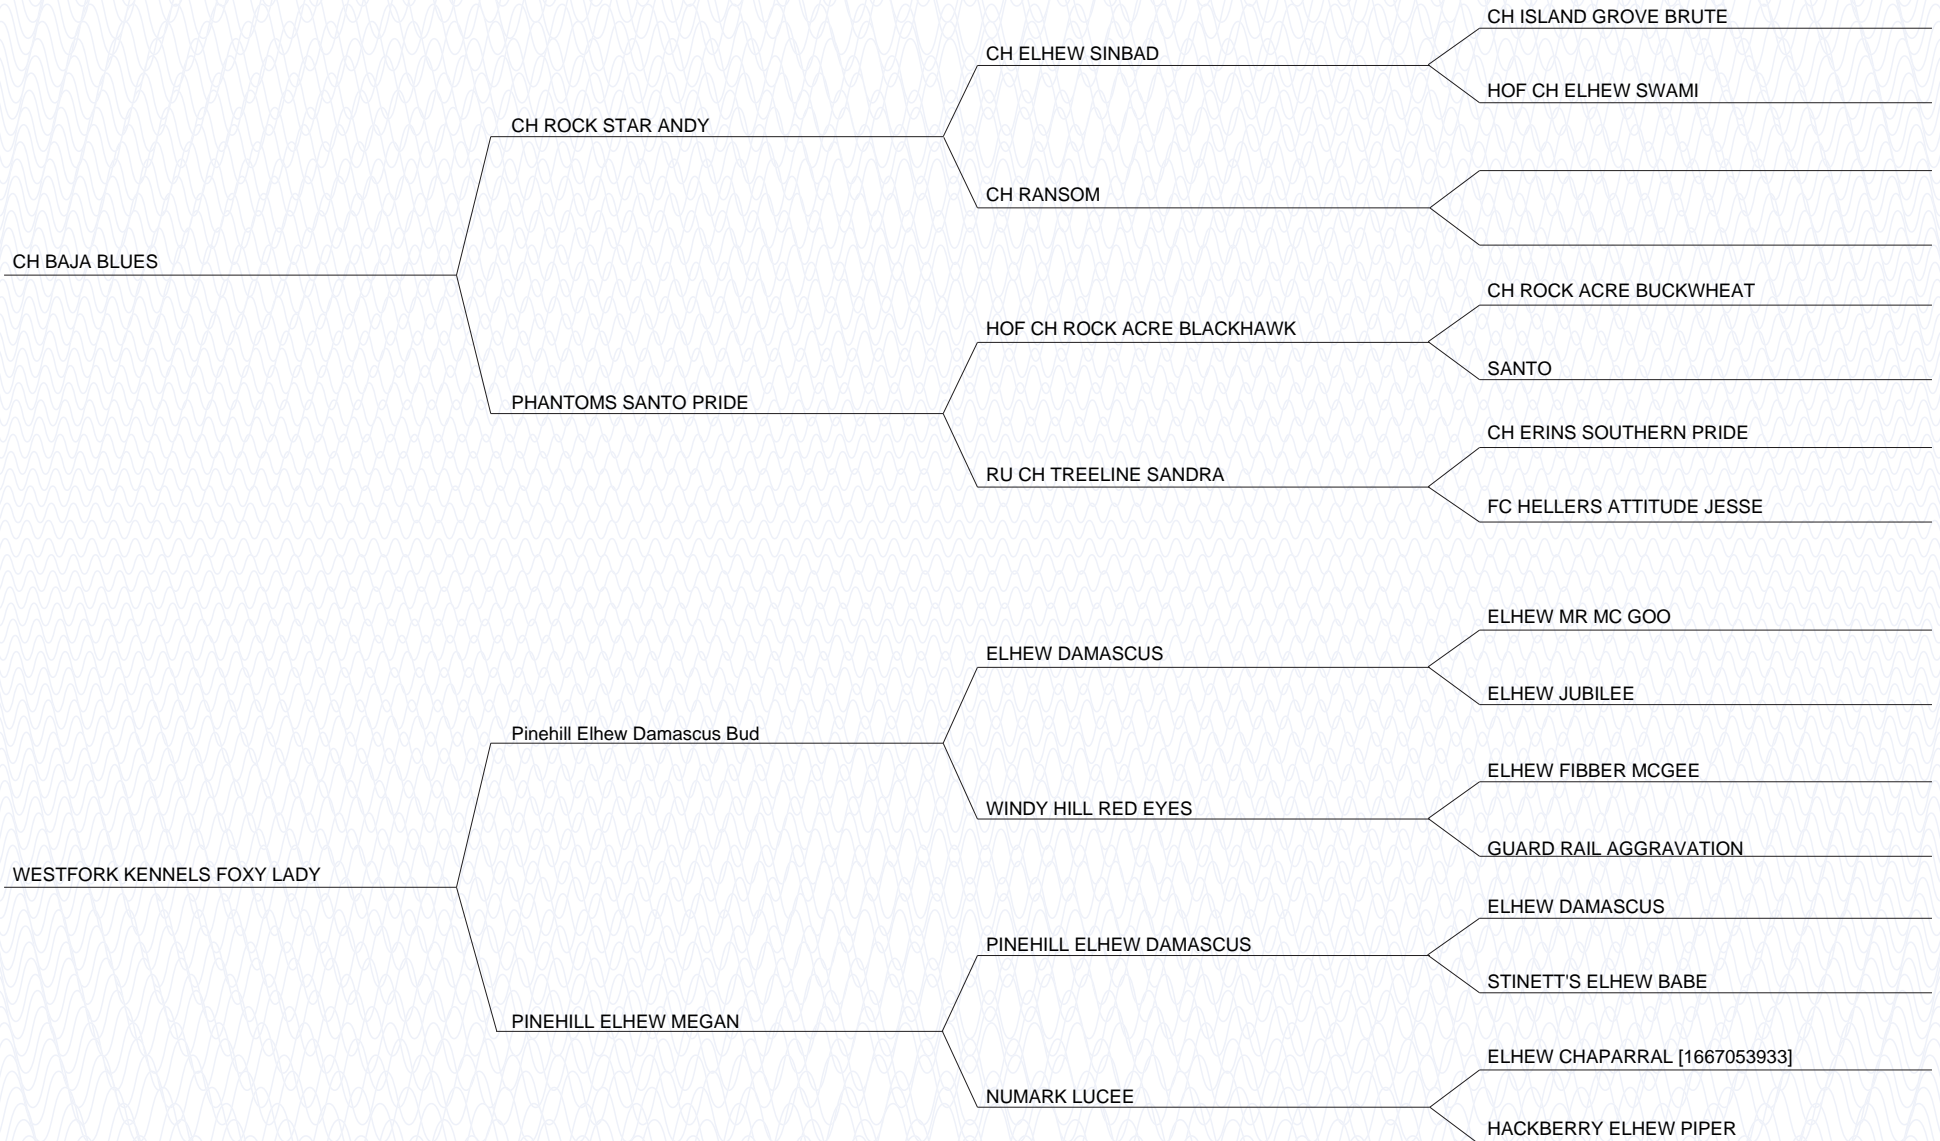 CH ISLAND GROVE BRUTE
CH ELHEW SINBAD
HOF CH ELHEW SWAMI
CH ROCK STAR ANDY
CH RANSOM
CH BAJA BLUES
CH ROCK ACRE BUCKWHEAT
HOF CH ROCK ACRE BLACKHAWK
SANTO
PHANTOMS SANTO PRIDE
CH ERINS SOUTHERN PRIDE
RU CH TREELINE SANDRA
FC HELLERS ATTITUDE JESSE
ELHEW MR MC GOO
ELHEW DAMASCUS
ELHEW JUBILEE
Pinehill Elhew Damascus Bud
ELHEW FIBBER MCGEE
WINDY HILL RED EYES
GUARD RAIL AGGRAVATION
WESTFORK KENNELS FOXY LADY
ELHEW DAMASCUS
PINEHILL ELHEW DAMASCUS
STINETT'S ELHEW BABE
PINEHILL ELHEW MEGAN
ELHEW CHAPARRAL [1667053933]
NUMARK LUCEE
HACKBERRY ELHEW PIPER